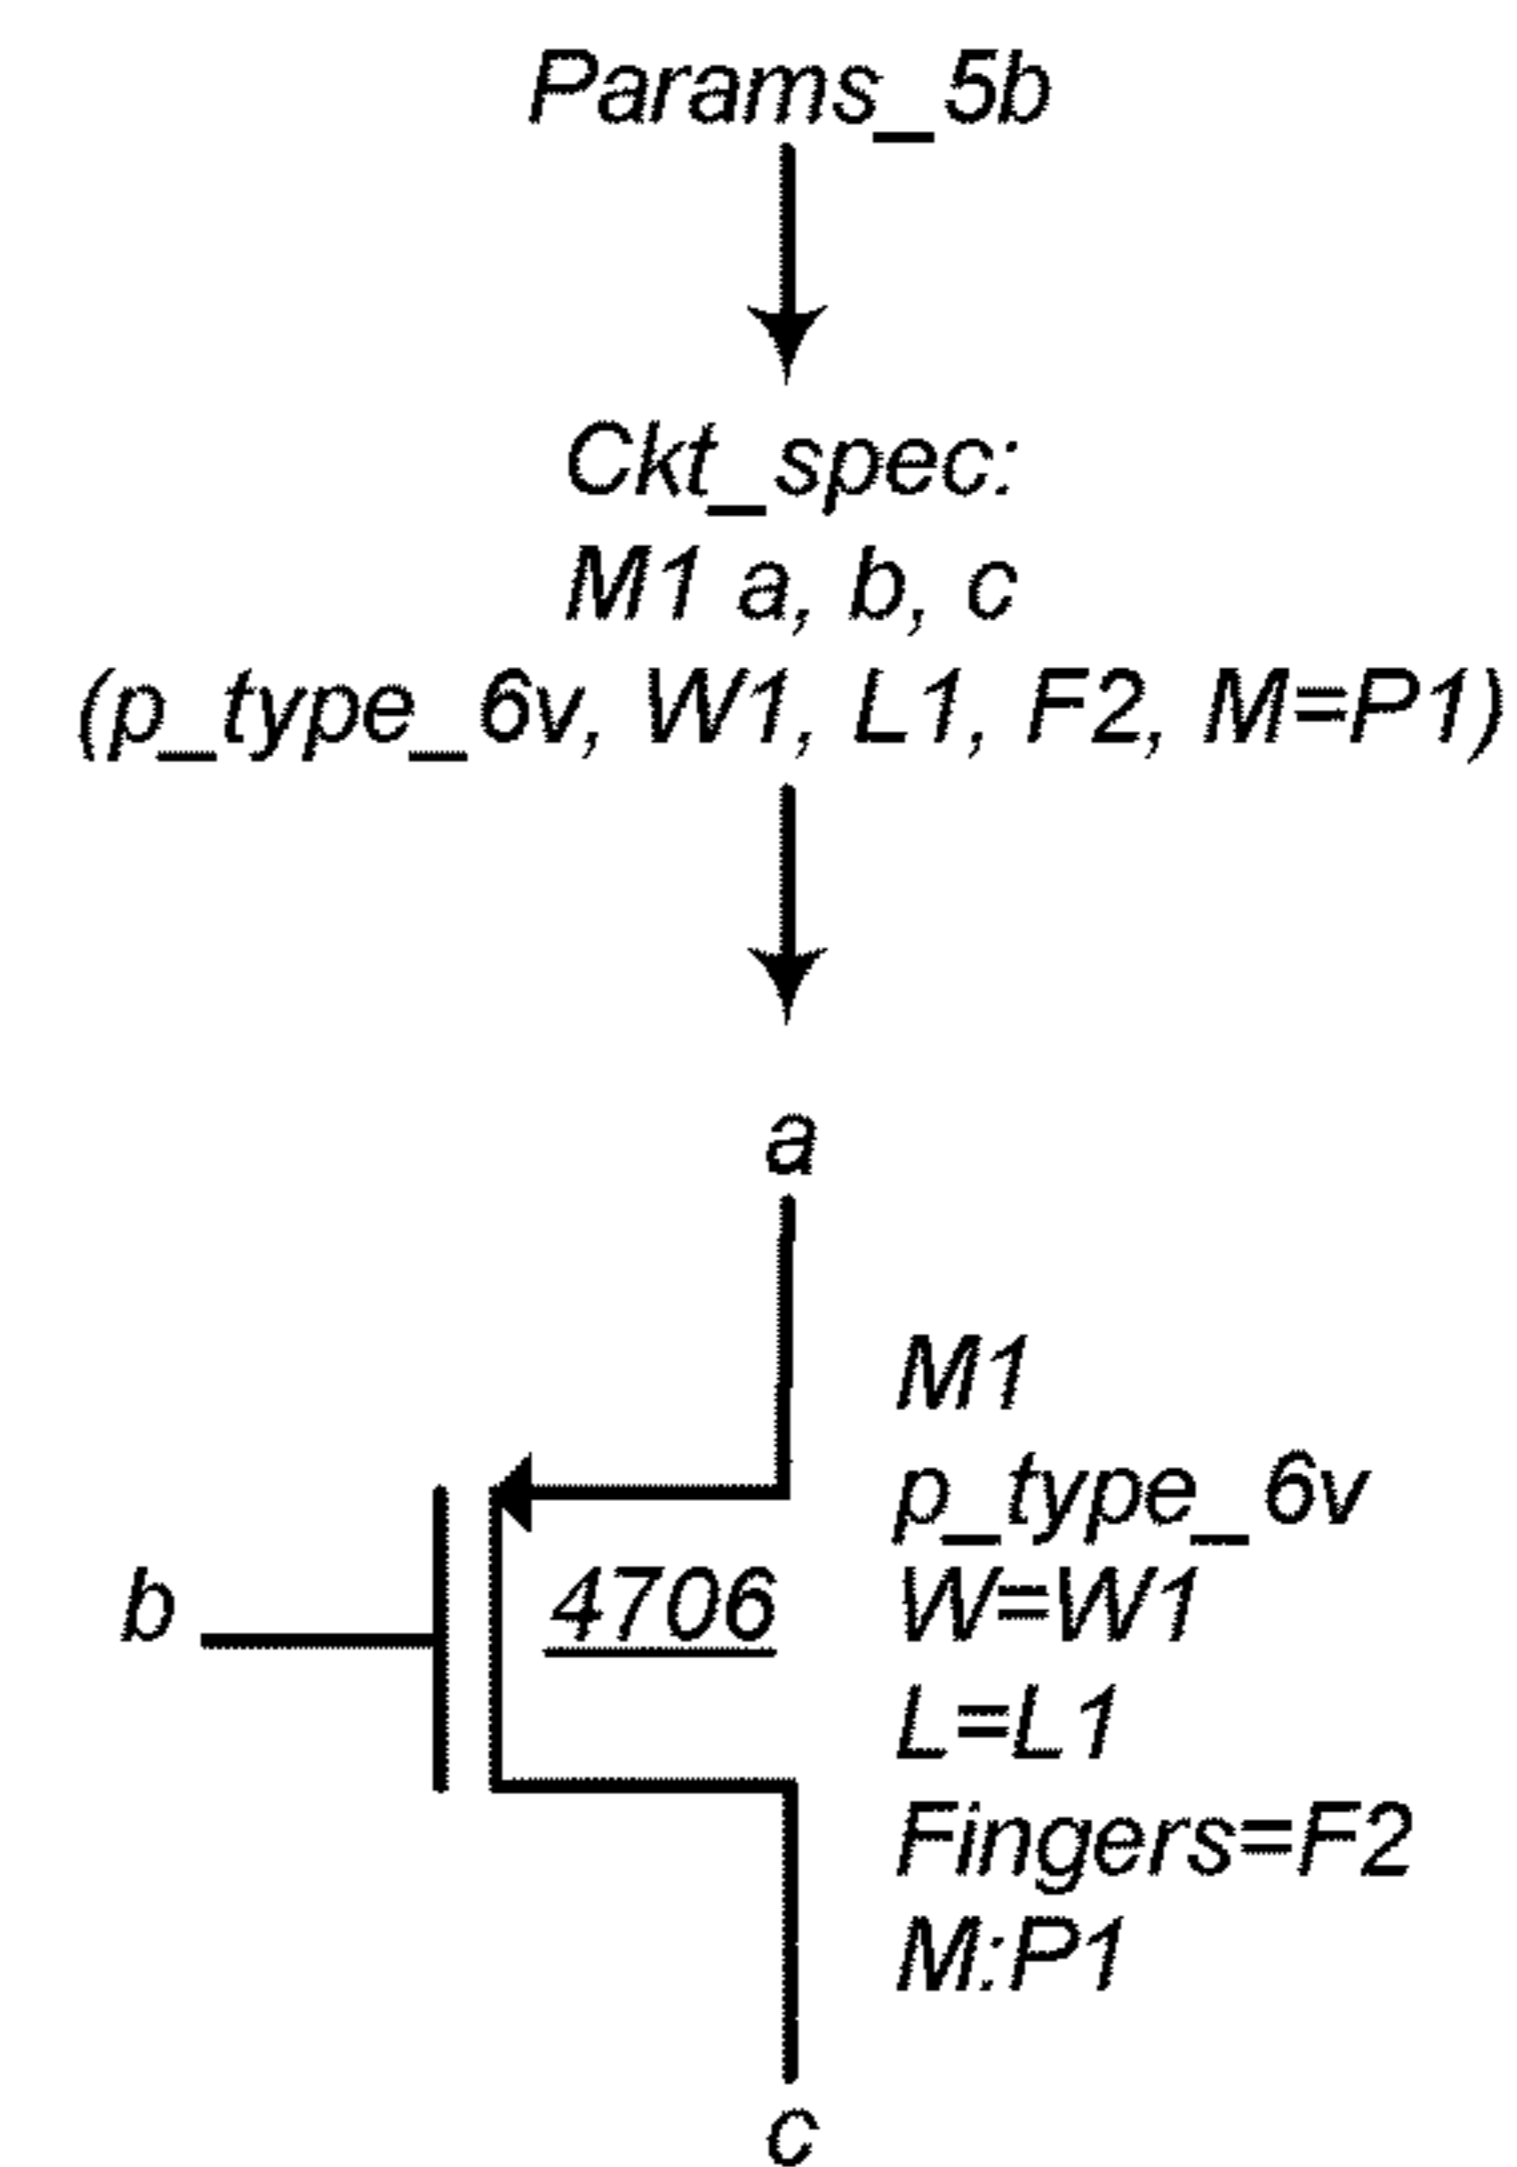 Params_5b
Ckt_spec:
M1 a, b, c
(p_type_6v, W1, L1, F2, M=P1)
a
M1
p_type_6v
b
4706
W=W1
L=L1
Fingers=F2
M:P1
c